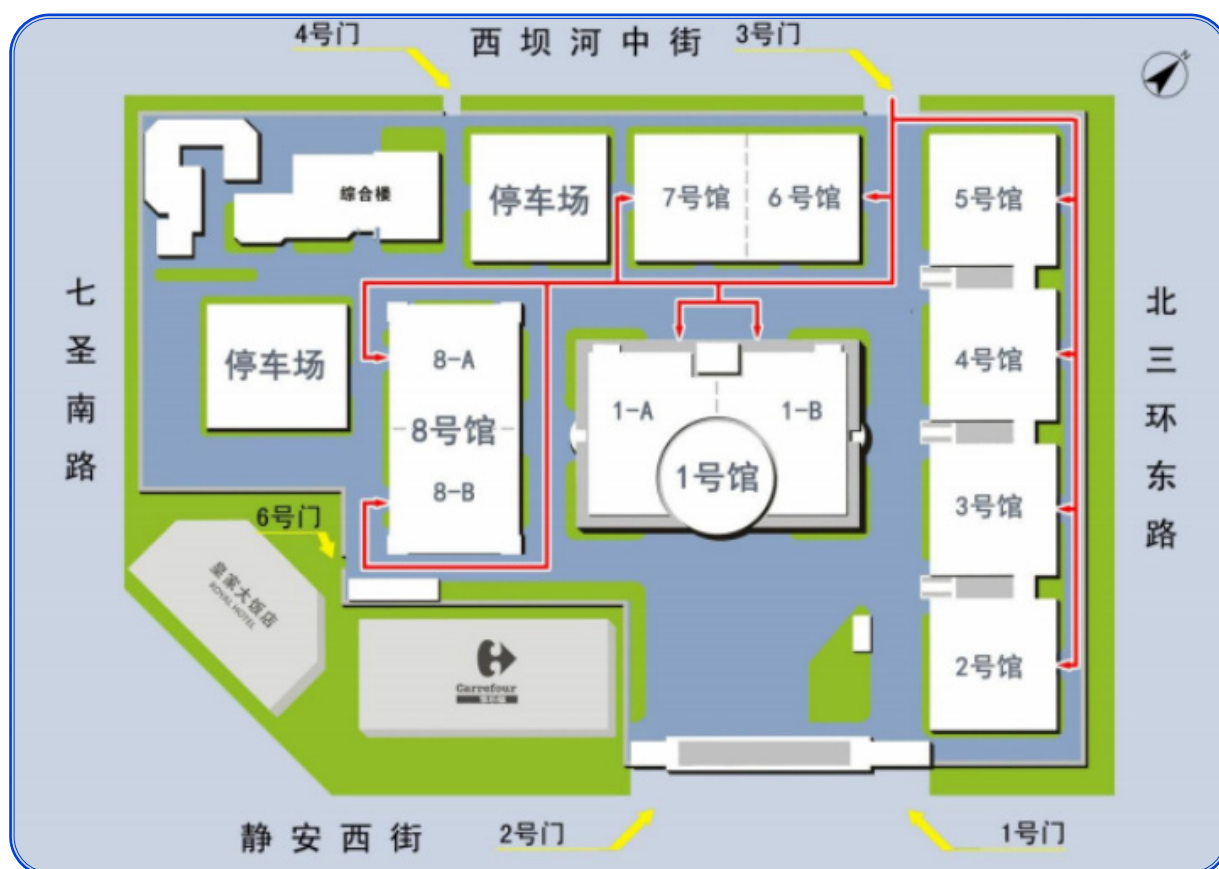 4号门
西坝河中街
3号门
N
综合楼
停车场
7号馆
6号馆
5号馆
七圣南路
停车场
8-A
8号馆
8-B
1-A
1-B
1号馆
4号馆
北三环东路
3号馆
6号门
皇家大饭店
ROYAL HOTEL
Carrefour
2号馆
静安西街
2号门
1号门